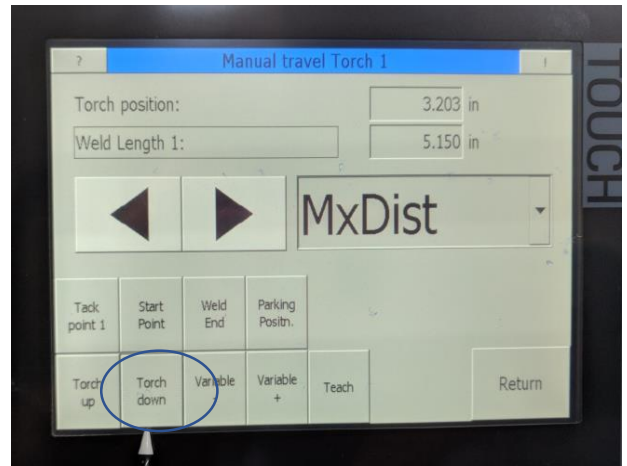 ? Manual travel Torch 1 !
Torch position: 3.203 in
Weld Length 1: 5.150 in
MxDist
Tack point 1
Start Point
Weld End
Parking Positn.
Torch up
Torch down
Variable -
Variable +
Teach
Return
TOUCH